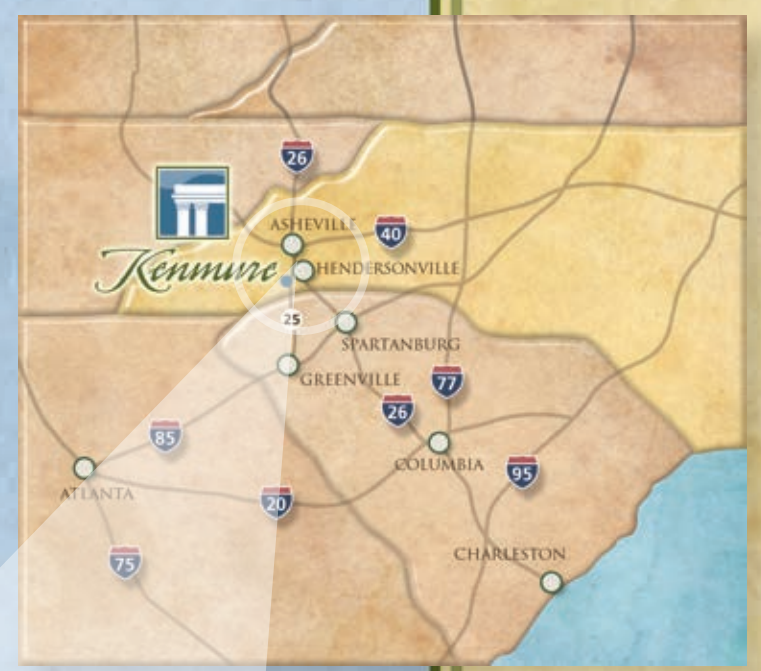 26
ASHEVILLE
40
Kenmure
HENDERSONVILLE
25
SPARTANBURG
GREENVILLE
77
26
85
COLUMBIA
95
ATLANTA
20
CHARLESTON
75